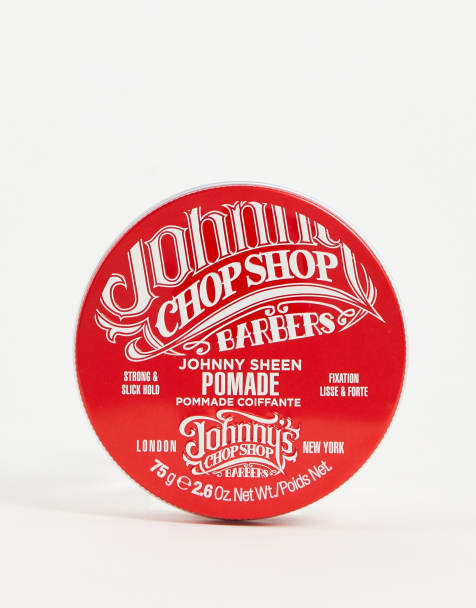 Johnny
CHOP SHOP
BARBERS
JOHNNY SHEEN
POMADE
POMMADE COIFFANTE
STRONG &
SLICK HOLD
FIXATION
LISSE & FORTE
LONDON
Johnny's
CHOP SHOP
BARBERS
NEW YORK
75g ℮ 2.6 Oz. Net Wt./Poids Net.